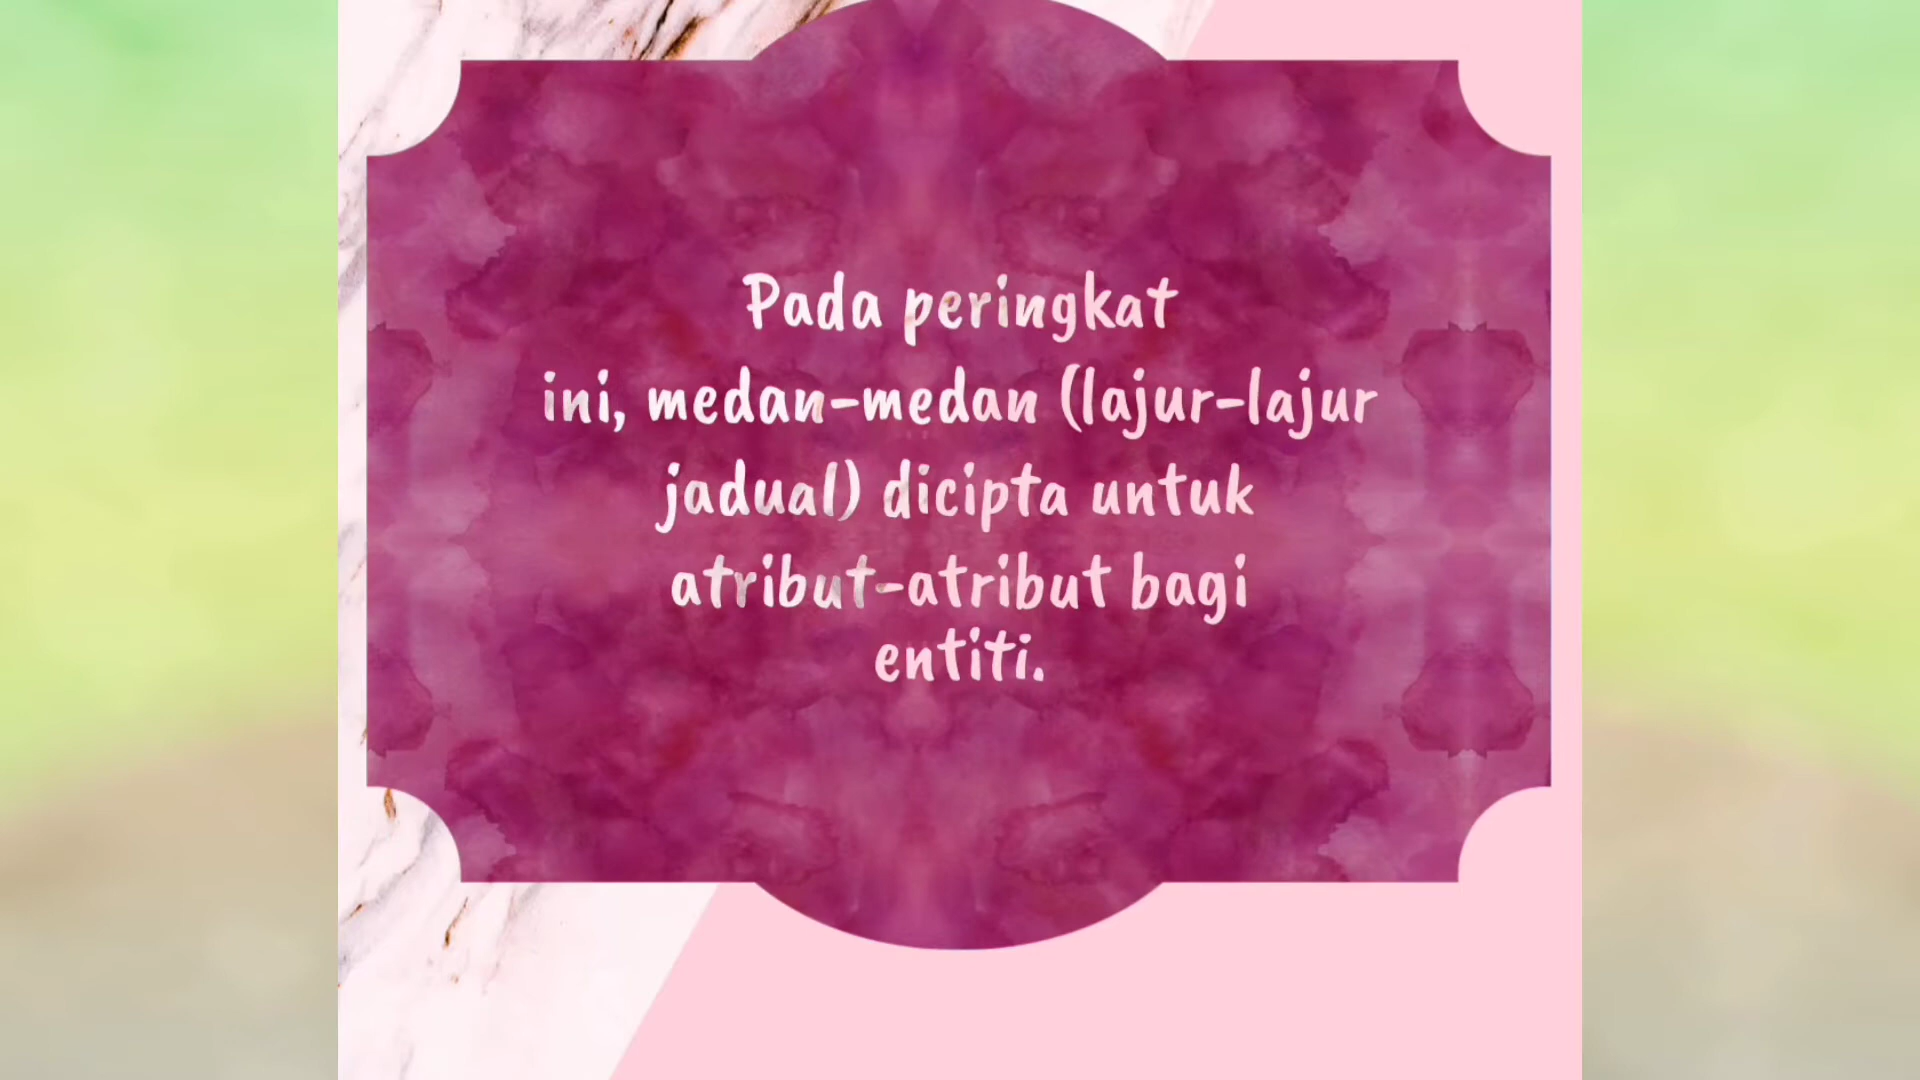 Pada peringkat
ini, medan-medan (lajur-lajur
jadual) dicipta untuk
atribut-atribut bagi
entiti.